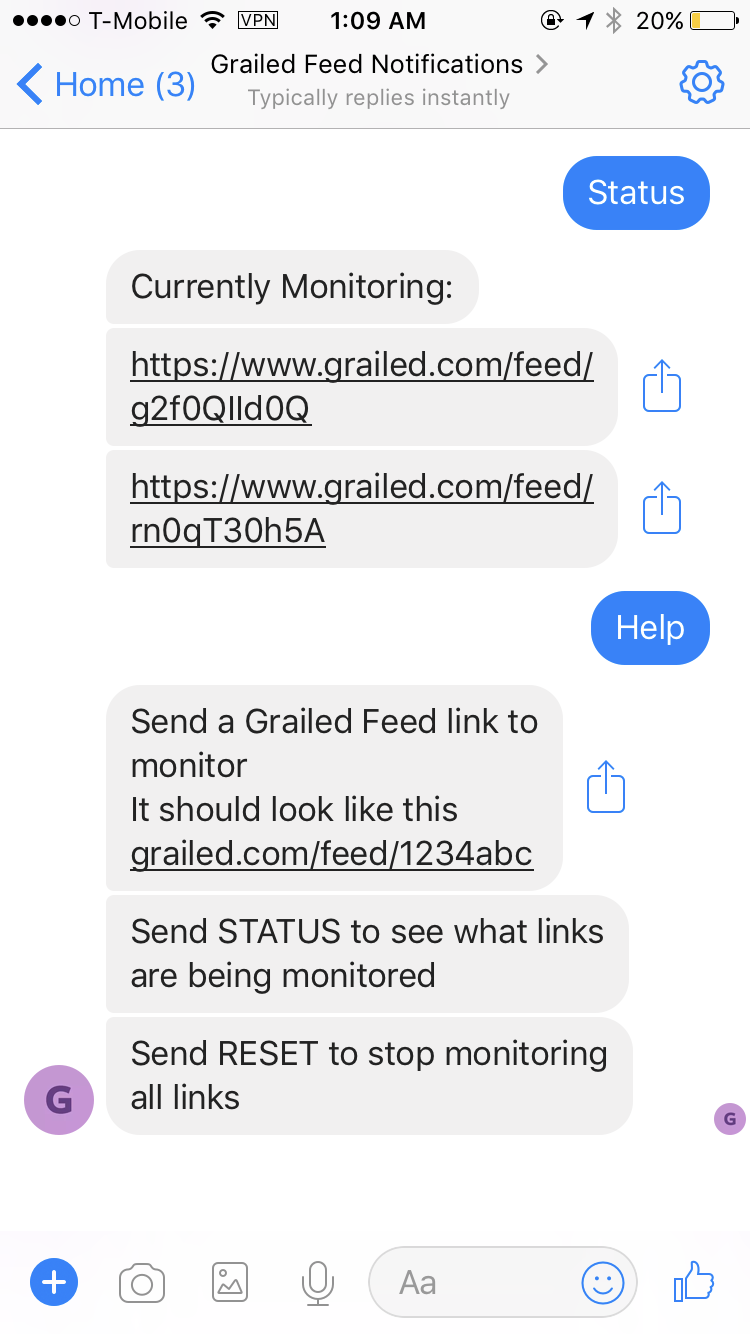 T-Mobile VPN 1:09 AM 20%
Home (3)
Grailed Feed Notifications
Typically replies instantly
Status
Currently Monitoring:
https://www.grailed.com/feed/
g2f0QIld0Q
https://www.grailed.com/feed/
rn0qT30h5A
Help
Send a Grailed Feed link to
monitor
It should look like this
grailed.com/feed/1234abc
Send STATUS to see what links
are being monitored
Send RESET to stop monitoring
all links
G
G
Aa